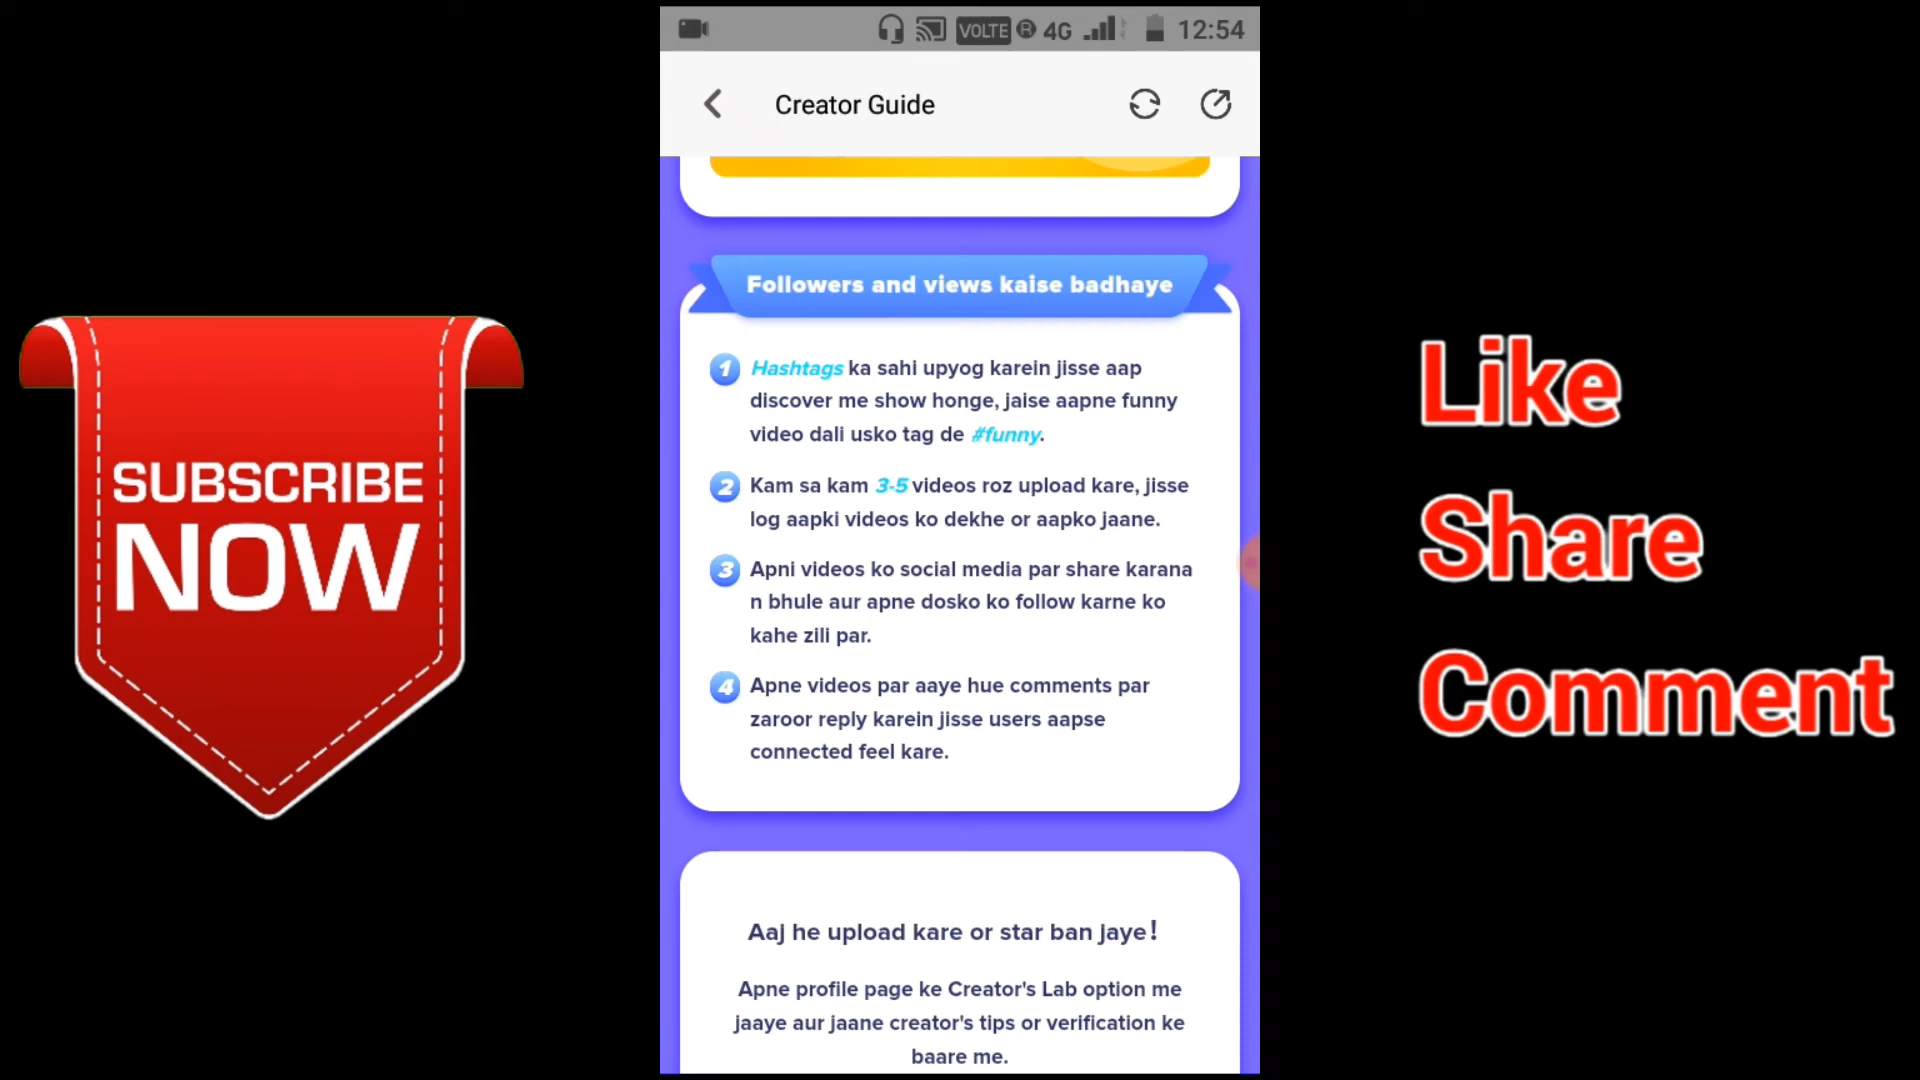 VOLTE R 4G 12:54
Creator Guide
Followers and views kaise badhaye
1 Hashtags ka sahi upyog karein jisse aap
discover me show honge, jaise aapne funny
video dali usko tag de #funny.
2 Kam sa kam 3-5 videos roz upload kare, jisse
log aapki videos ko dekhe or aapko jaane.
3 Apni videos ko social media par share karana
n bhule aur apne dosko ko follow karne ko
kahe zili par.
4 Apne videos par aaye hue comments par
zaroor reply karein jisse users aapse
connected feel kare.
Aaj he upload kare or star ban jaye!
Apne profile page ke Creator's Lab option me
jaaye aur jaane creator's tips or verification ke
baare me.
SUBSCRIBE
NOW
Like
Share
Comment